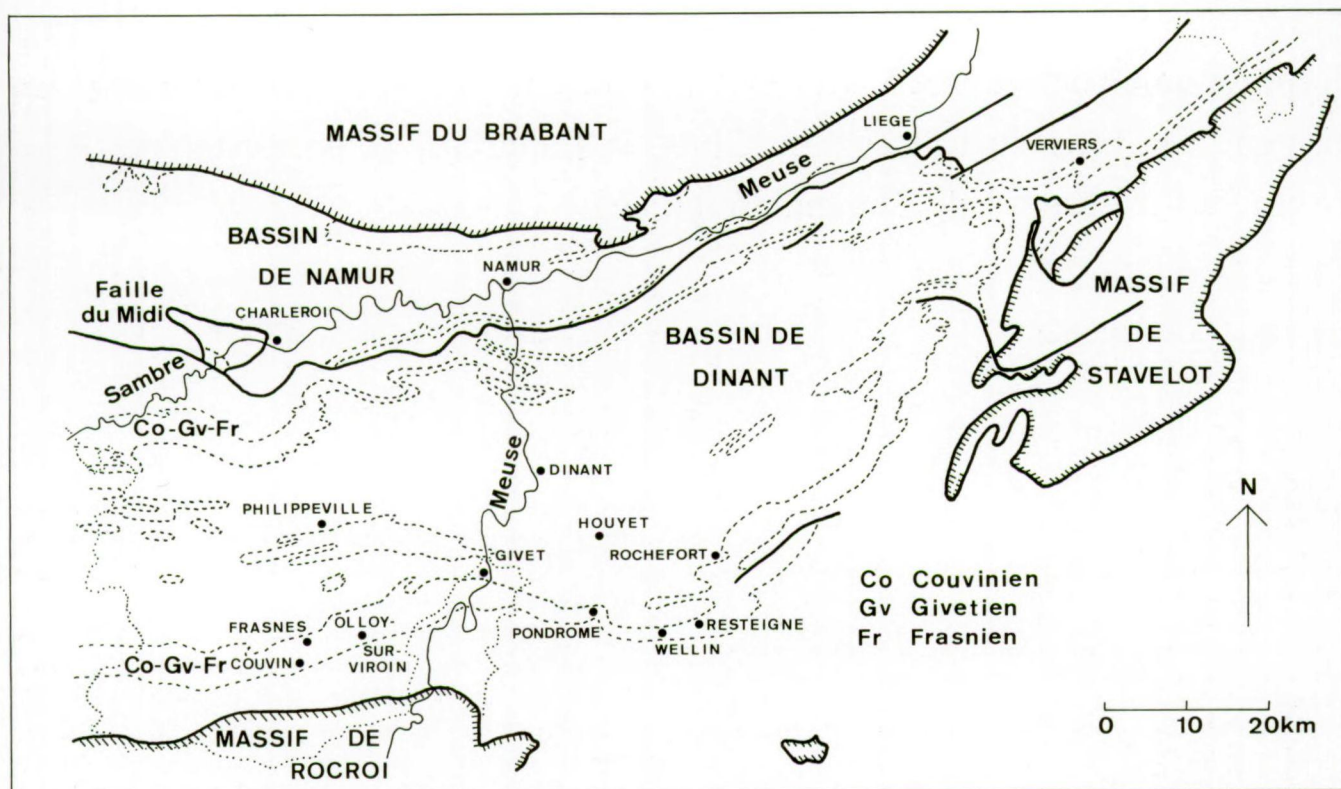 MASSIF DU BRABANT
LIEGE
VERVIERS
Meuse
BASSIN
DE NAMUR
NAMUR
Faille
du Midi
CHARLEROI
MASSIF
DE
STAVELOT
BASSIN DE
DINANT
Sambre
Co-Gv-Fr
Meuse
DINANT
PHILIPPEVILLE
HOUYET
ROCHEFORT
GIVET
N
FRASNES
OLLOY-
SUR-
VIROIN
PONDROME
RESTEIGNE
WELLIN
Co-Gv-Fr
COUVIN
Co Couvinien
Gv Givetien
Fr Frasnien
MASSIF DE
ROCROI
0 10 20km